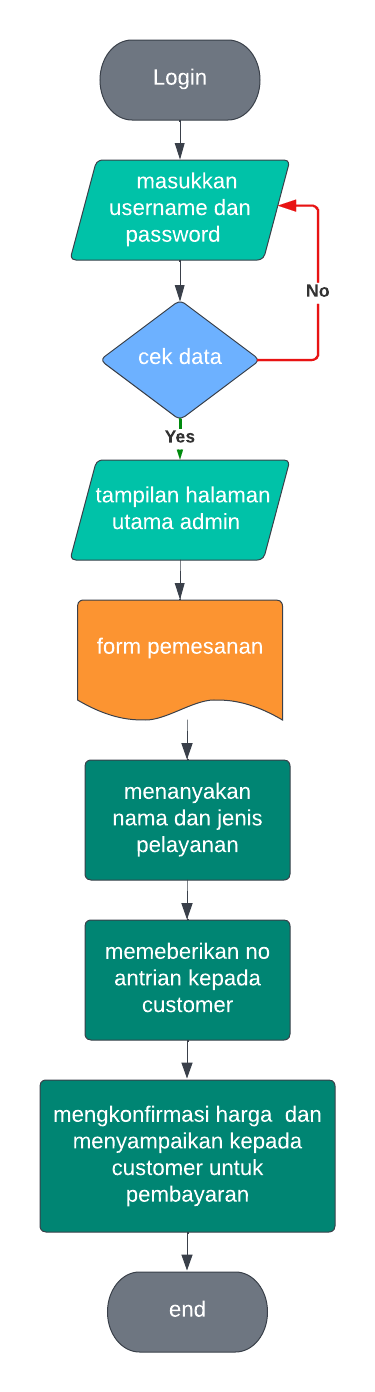 Login
masukkan
username dan
password
No
cek data
Yes
tampilan halaman
utama admin
form pemesanan
menanyakan
nama dan jenis
pelayanan
memeberikan no
antrian kepada
customer
mengkonfirmasi harga  dan
menyampaikan kepada
customer untuk
pembayaran
end